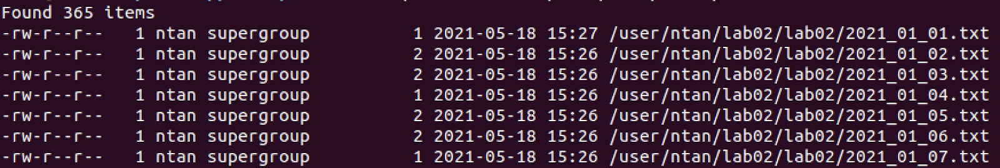 Found 365 items
-rw-r--r--   1 ntan supergroup          1 2021-05-18 15:27 /user/ntan/lab02/lab02/2021_01_01.txt
-rw-r--r--   1 ntan supergroup          2 2021-05-18 15:26 /user/ntan/lab02/lab02/2021_01_02.txt
-rw-r--r--   1 ntan supergroup          2 2021-05-18 15:26 /user/ntan/lab02/lab02/2021_01_03.txt
-rw-r--r--   1 ntan supergroup          1 2021-05-18 15:26 /user/ntan/lab02/lab02/2021_01_04.txt
-rw-r--r--   1 ntan supergroup          2 2021-05-18 15:26 /user/ntan/lab02/lab02/2021_01_05.txt
-rw-r--r--   1 ntan supergroup          2 2021-05-18 15:26 /user/ntan/lab02/lab02/2021_01_06.txt
-rw-r--r--   1 ntan supergroup          1 2021-05-18 15:26 /user/ntan/lab02/lab02/2021_01_07.txt